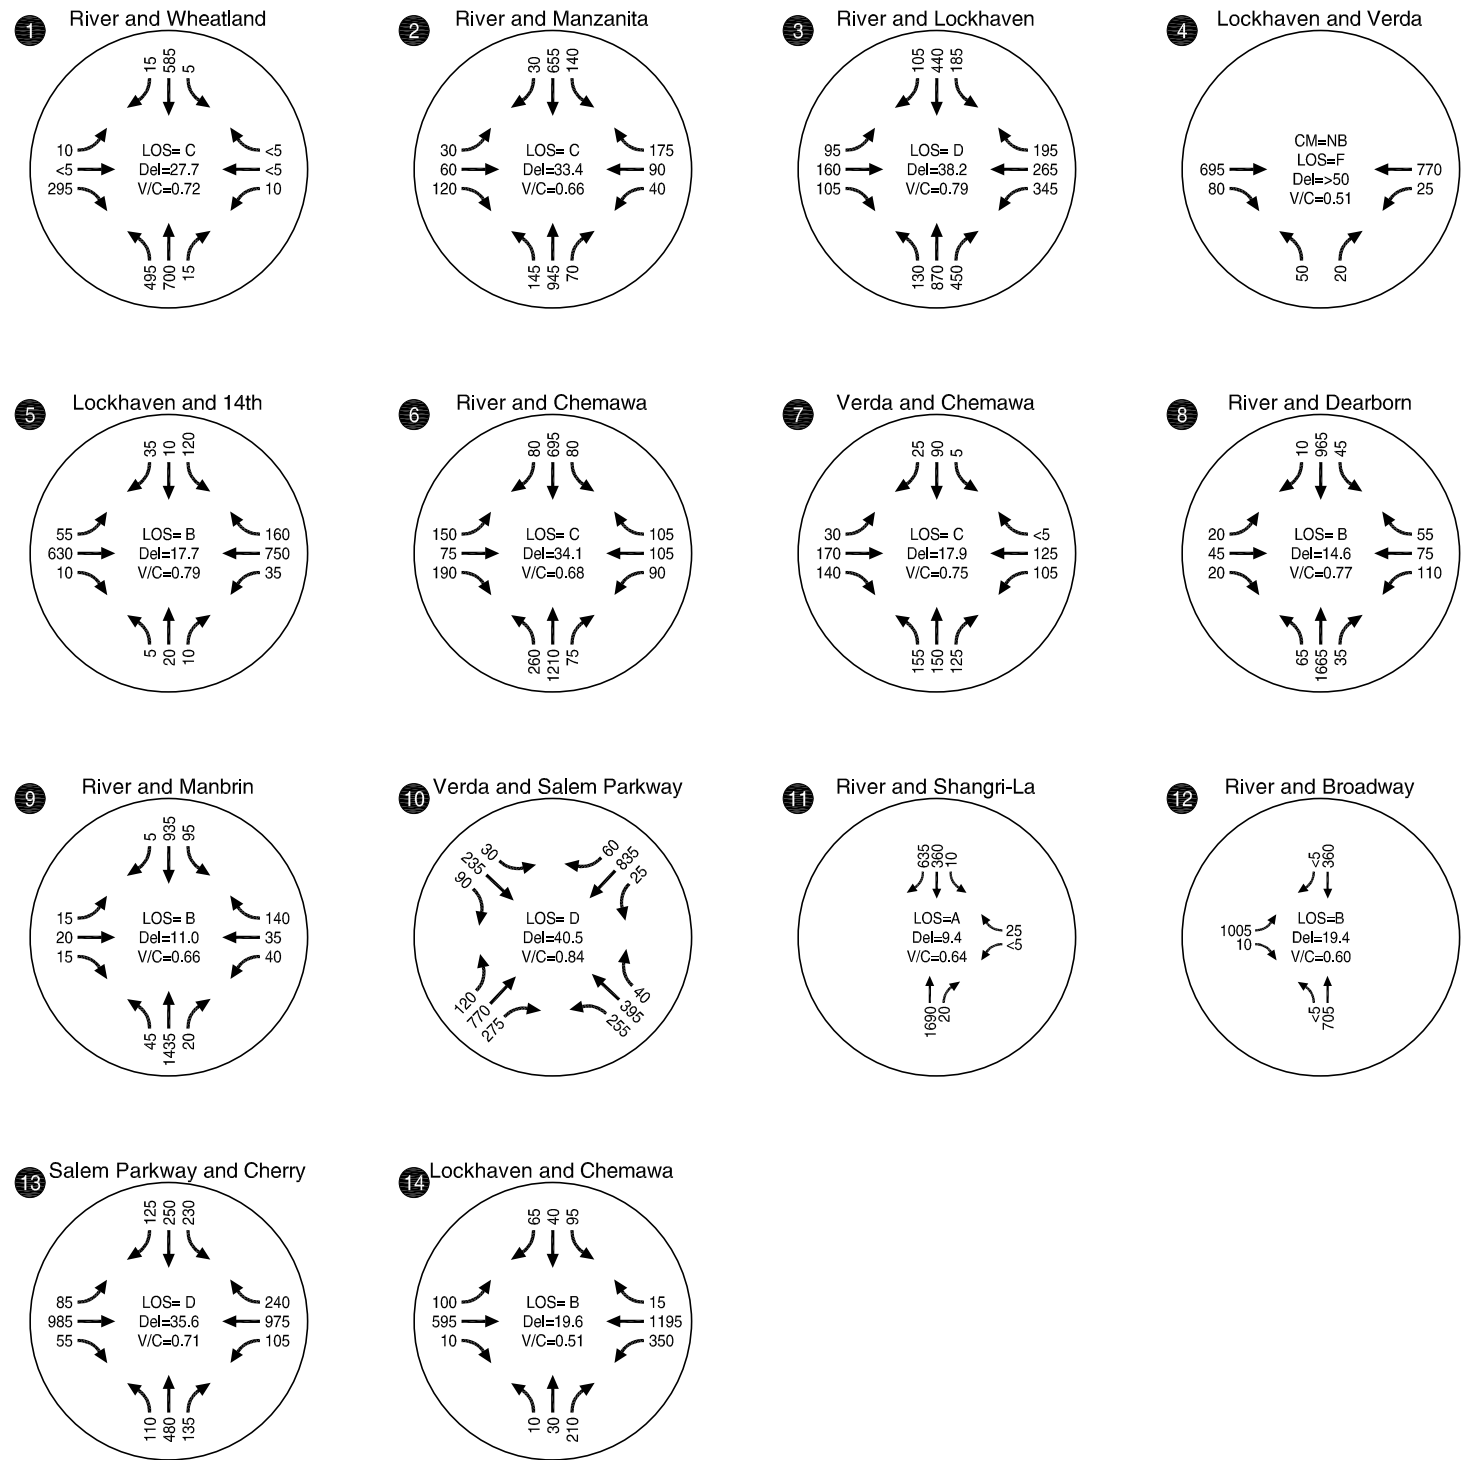 1 River and Wheatland
15 585 5
10 LOS= C <5
<5 Del=27.7 <5
295 V/C=0.72 10
495 700 15
2 River and Manzanita
30 655 140
30 LOS= C 175
60 Del=33.4 90
120 V/C=0.66 40
145 945 70
3 River and Lockhaven
105 440 185
95 LOS= D 195
160 Del=38.2 265
105 V/C=0.79 345
130 870 450
4 Lockhaven and Verda
CM=NB
LOS=F
695 Del=>50 770
80 V/C=0.51 25
50 20
5 Lockhaven and 14th
35 10 120
55 LOS= B 160
630 Del=17.7 750
10 V/C=0.79 35
5 20 10
6 River and Chemawa
80 695 80
150 LOS= C 105
75 Del=34.1 105
190 V/C=0.68 90
260 1210 75
7 Verda and Chemawa
25 90 5
30 LOS= C <5
170 Del=17.9 125
140 V/C=0.75 105
155 150 125
8 River and Dearborn
10 965 45
20 LOS= B 55
45 Del=14.6 75
20 V/C=0.77 110
65 1665 35
9 River and Manbrin
5 935 95
15 LOS= B 140
20 Del=11.0 35
15 V/C=0.66 40
45 1435 20
10 Verda and Salem Parkway
30 60
235 835
90 25
LOS= D
Del=40.5
V/C=0.84
120 40
770 395
275 255
11 River and Shangri-La
635 360 10
LOS=A 25
Del=9.4 <5
V/C=0.64
1690 20
12 River and Broadway
<5 360
1005 LOS=B
10 Del=19.4
V/C=0.60
<5 705
13 Salem Parkway and Cherry
125 250 230
85 LOS= D 240
985 Del=35.6 975
55 V/C=0.71 105
110 480 135
14 Lockhaven and Chemawa
65 40 95
100 LOS= B 15
595 Del=19.6 1195
10 V/C=0.51 350
10 30 210